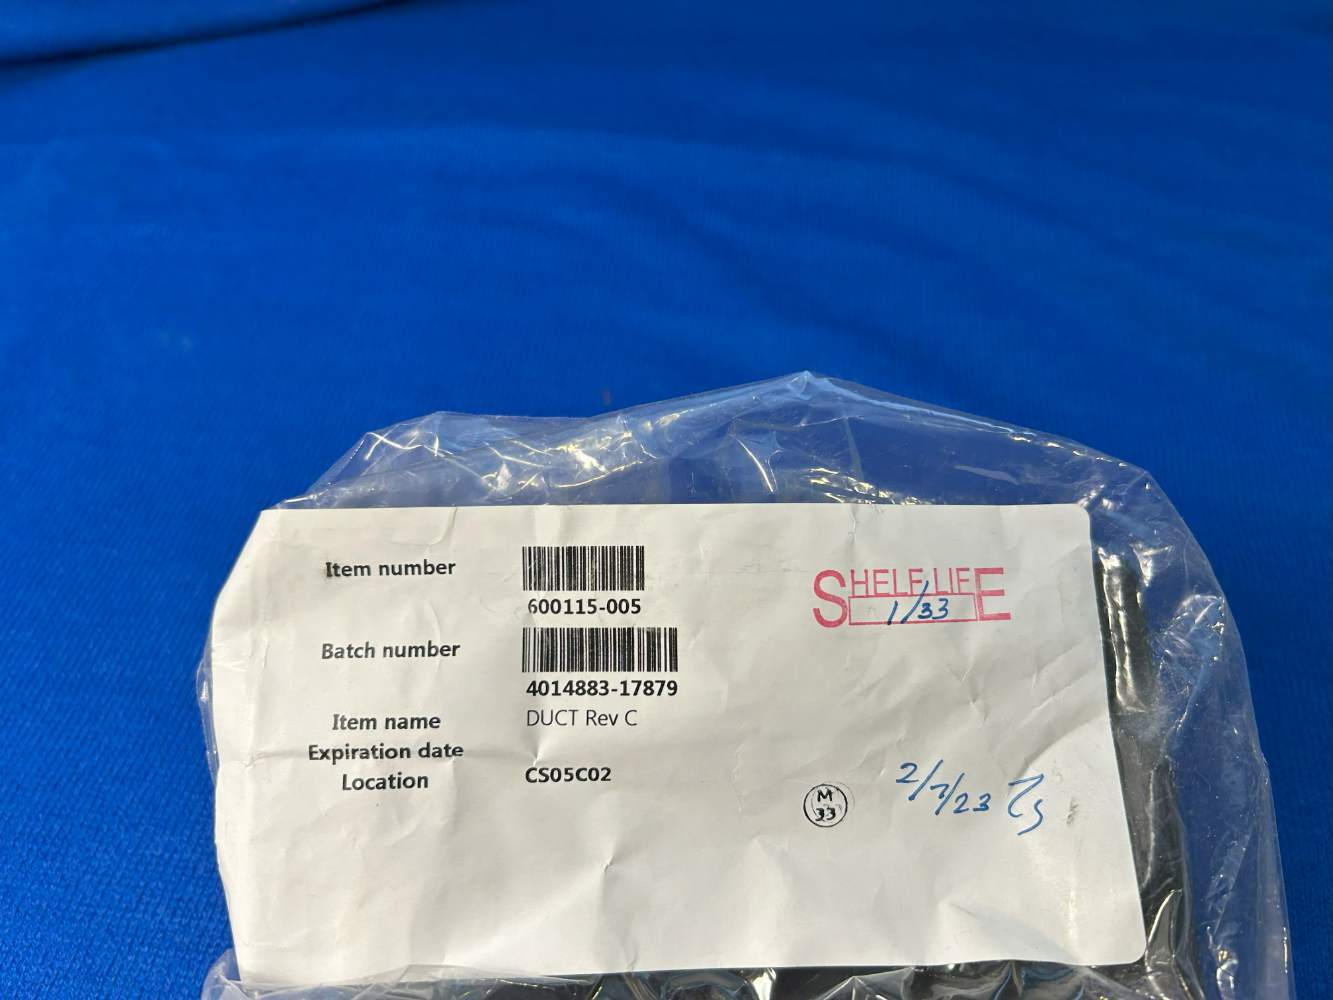 Item number
600115-005
SHELF LIFE
1/33
Batch number
4014883-17879
Item name DUCT Rev C
Expiration date
Location CS05C02
M
33
2/7/23